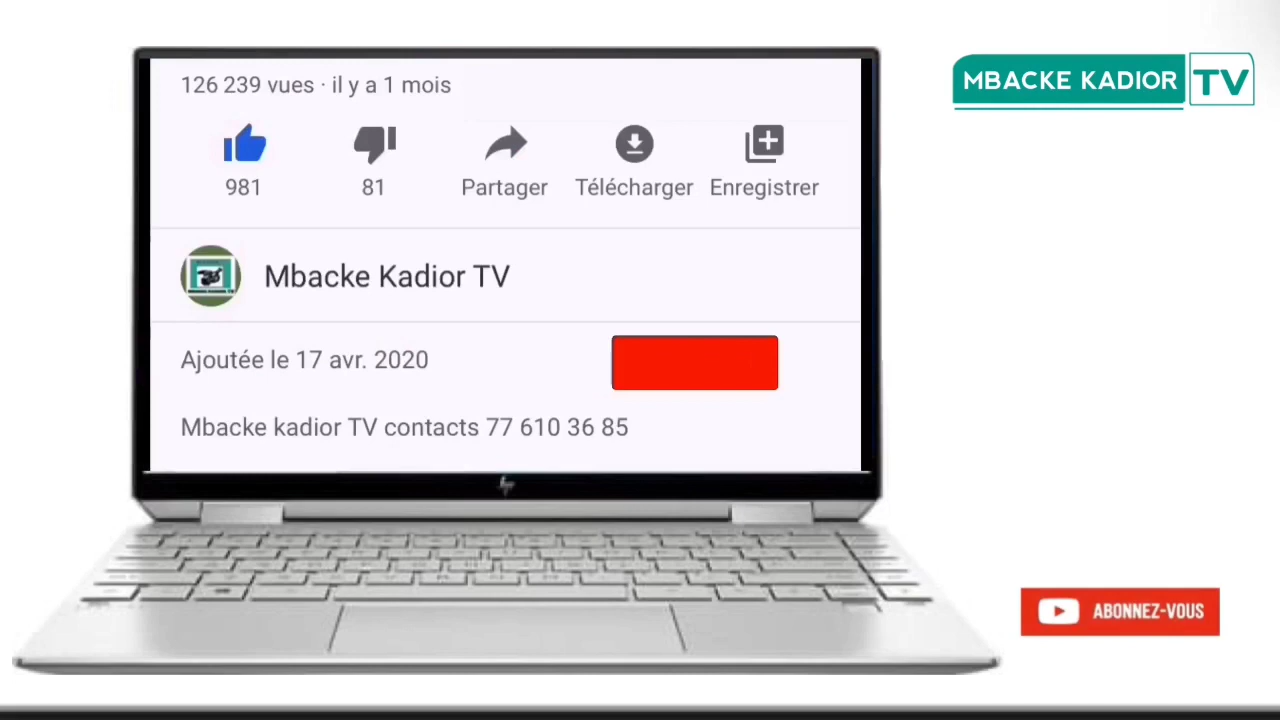 126 239 vues · il y a 1 mois
MBACKE KADIOR TV
981
81
Partager
Télécharger
Enregistrer
Mbacke Kadior TV
Ajoutée le 17 avr. 2020
Mbacke kadior TV contacts 77 610 36 85
ABONNEZ-VOUS